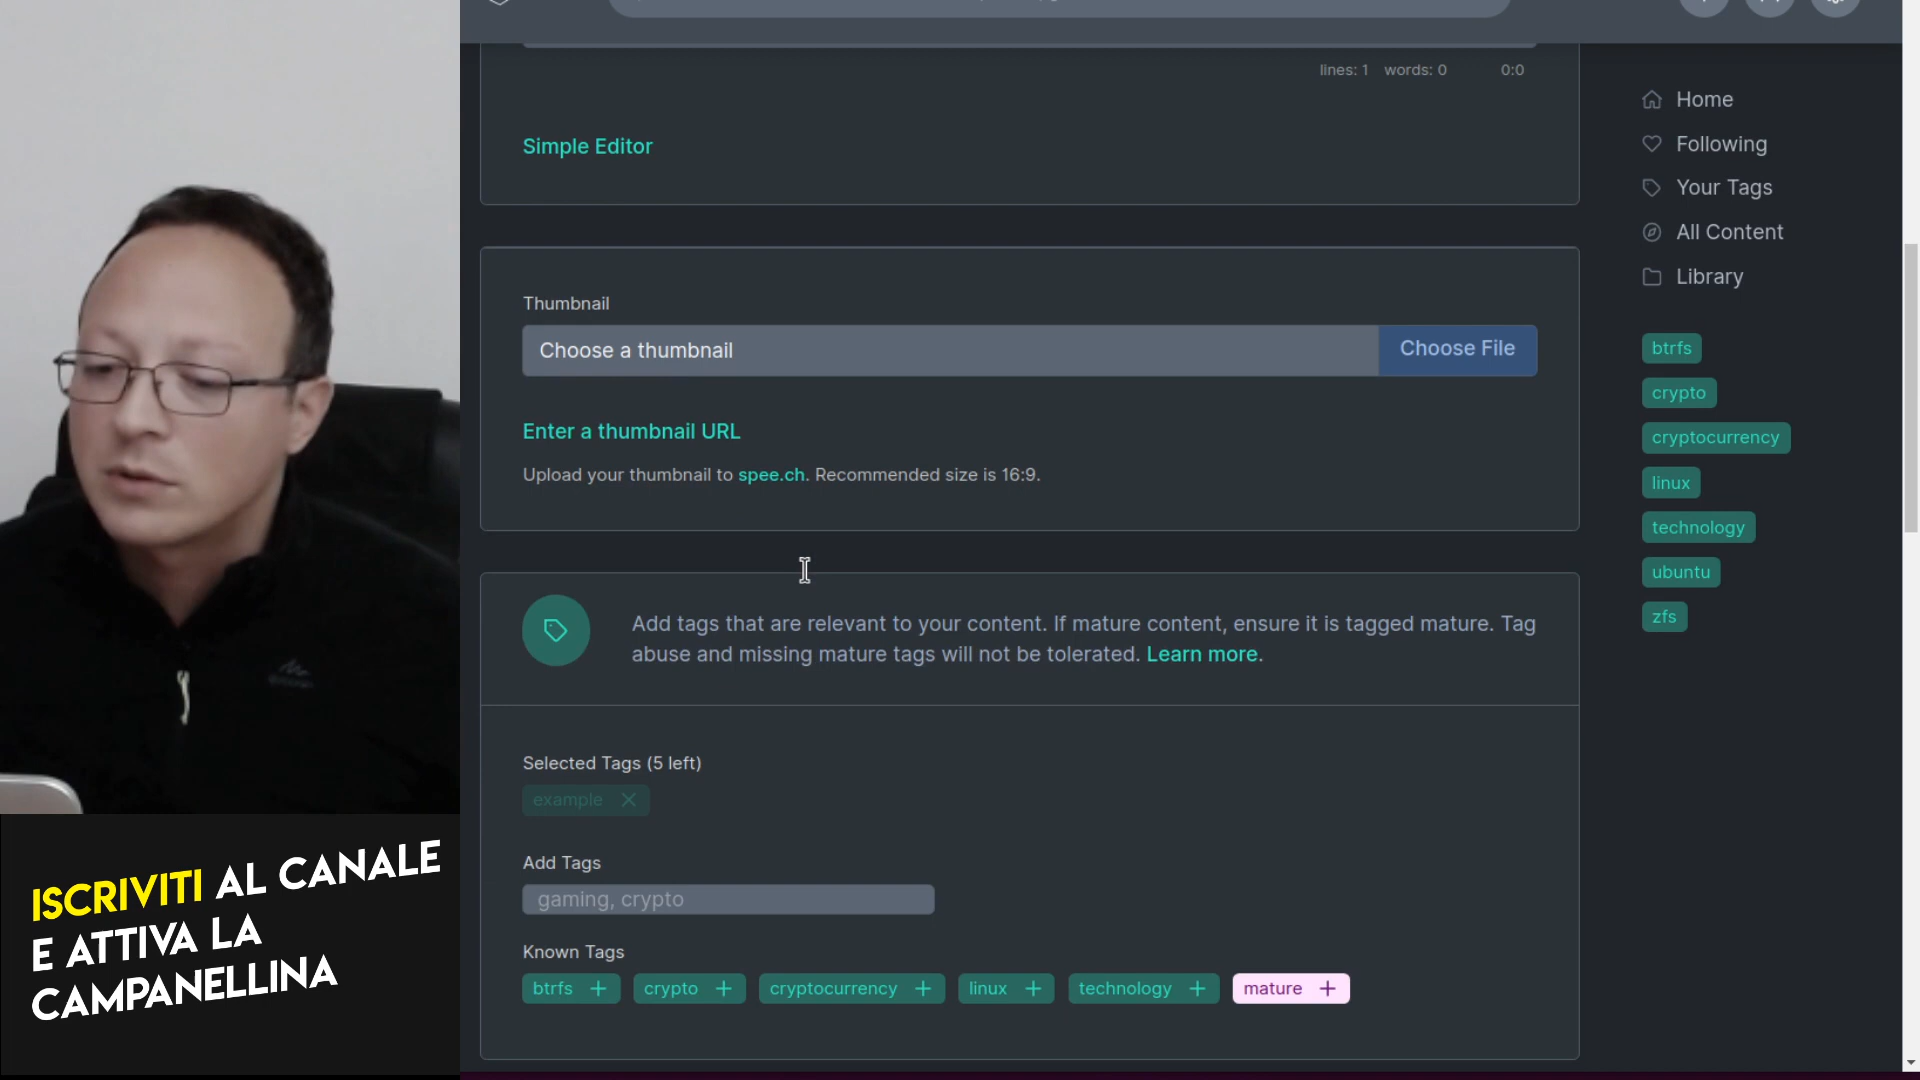 lines: 1 words: 0 0:0
Simple Editor
Thumbnail
Choose a thumbnail
Choose File
Enter a thumbnail URL
Upload your thumbnail to spee.ch. Recommended size is 16:9.
Add tags that are relevant to your content. If mature content, ensure it is tagged mature. Tag
abuse and missing mature tags will not be tolerated. Learn more.
Selected Tags (5 left)
example
Add Tags
gaming, crypto
Known Tags
btrfs
crypto
cryptocurrency
linux
technology
mature
Home
Following
Your Tags
All Content
Library
btrfs
crypto
cryptocurrency
linux
technology
ubuntu
zfs
ISCRIVITI AL CANALE
E ATTIVA LA
CAMPANELLINA